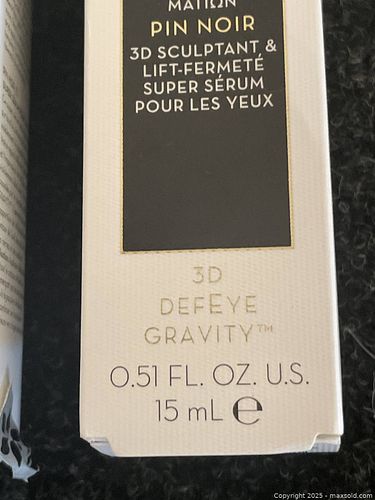 ΜΑΤΙΩΝ
PIN NOIR
3D SCULPTANT &
LIFT-FERMETÉ
SUPER SÉRUM
POUR LES YEUX
3D
DEFEYE
GRAVITY™
0.51 FL. OZ. U.S.
15 mL ℮
Copyright 2025 - maxsold.com